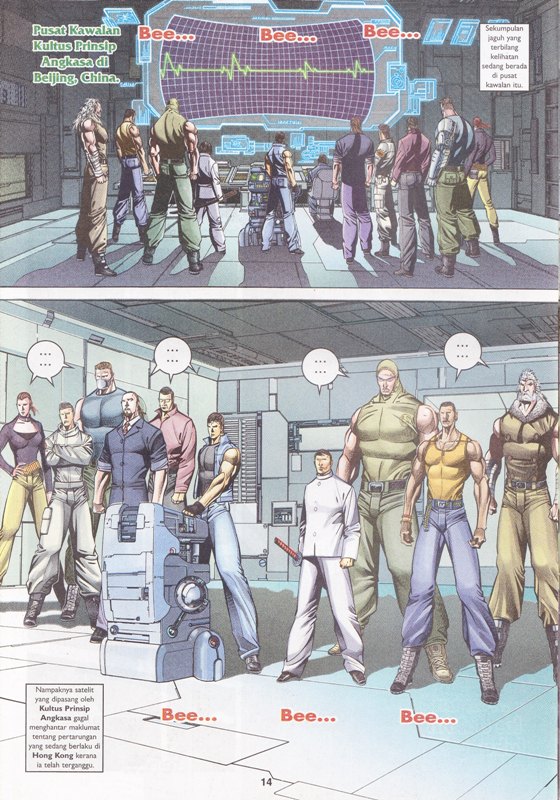 Pusat Kawalan
Kultus Prinsip
Angkasa di
Beijing, China.
Bee...
Bee...
Bee...
Sekumpulan
jaguh yang
terbilang
kelihatan
sedang berada
di pusat
kawalan itu.
... ...
... ...
... ...
... ...
Nampaknya satelit
yang dipasang oleh
Kultus Prinsip
Angkasa gagal
menghantar maklumat
tentang pertarungan
yang sedang berlaku di
Hong Kong kerana
ia telah terganggu.
Bee...
Bee...
Bee...
14